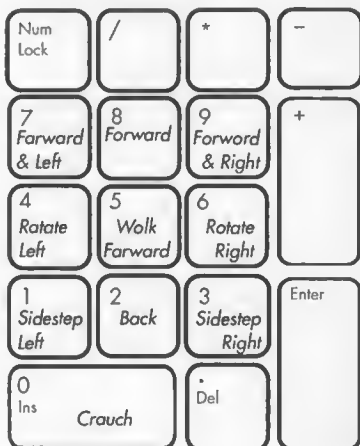 Num
Lock
/
*
-
7
Farward
& Left
8
Forward
9
Forword
& Right
+
4
Ratate
Left
5
Wolk
Farward
6
Rotate
Right
1
Sidestep
Left
2
Back
3
Sidestep
Right
Enter
0
Ins
Crauch
.
Del